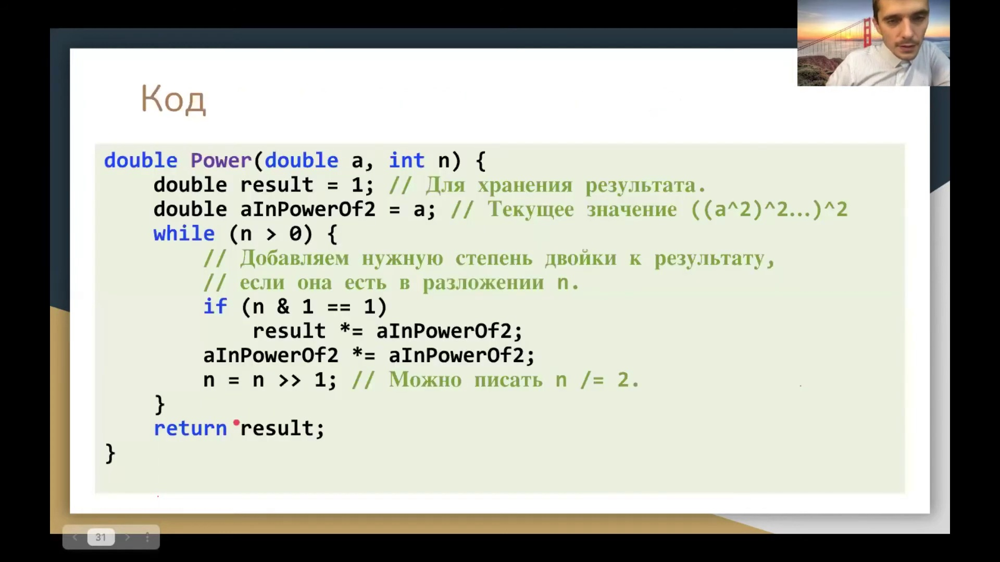 Код
double Power(double a, int n) {
    double result = 1; // Для хранения результата.
    double aInPowerOf2 = a; // Текущее значение ((a^2)^2...)^2
    while (n > 0) {
        // Добавляем нужную степень двойки к результату,
        // если она есть в разложении n.
        if (n & 1 == 1)
            result *= aInPowerOf2;
        aInPowerOf2 *= aInPowerOf2;
        n = n >> 1; // Можно писать n /= 2.
    }
    return result;
}
31